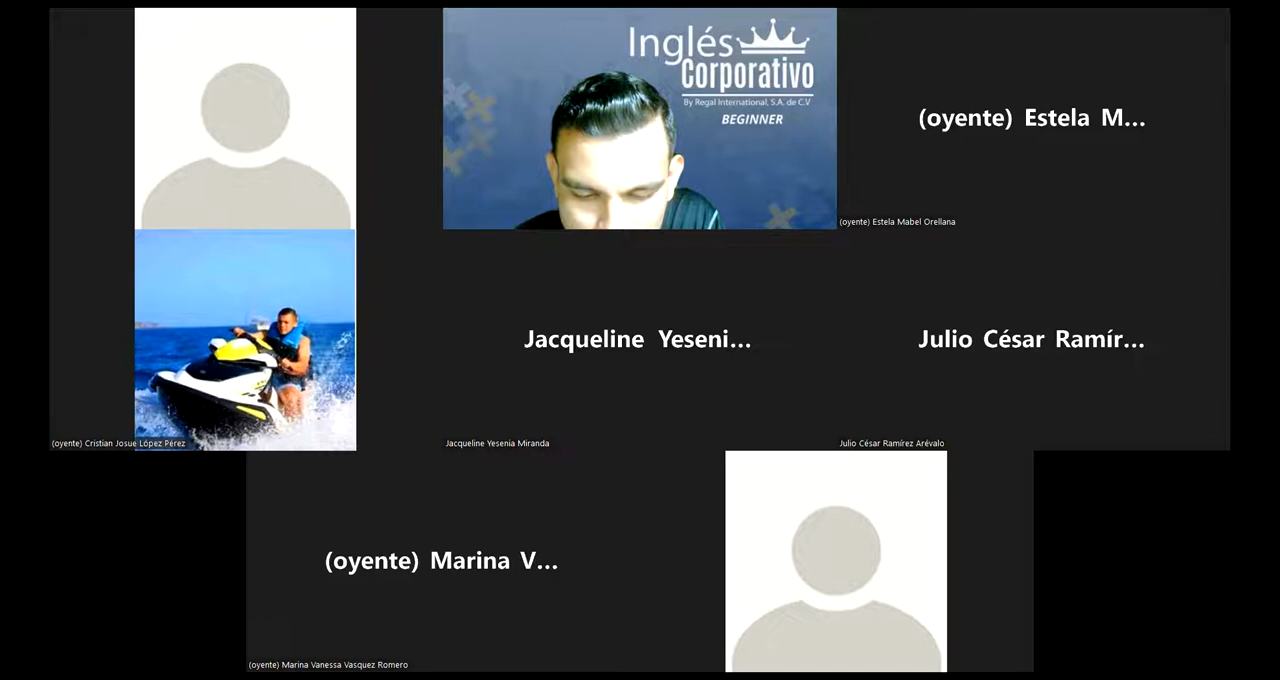 Inglés
Corporativo
By Regal International, S.A. de C.V
BEGINNER
(oyente) Estela M...
(oyente) Estela Mabel Orellana
Jacqueline Yeseni...
Julio César Ramír...
(oyente) Cristian Josue López Pérez
Jacqueline Yesenia Miranda
Julio César Ramírez Arévalo
(oyente) Marina V...
(oyente) Marina Vanessa Vasquez Romero